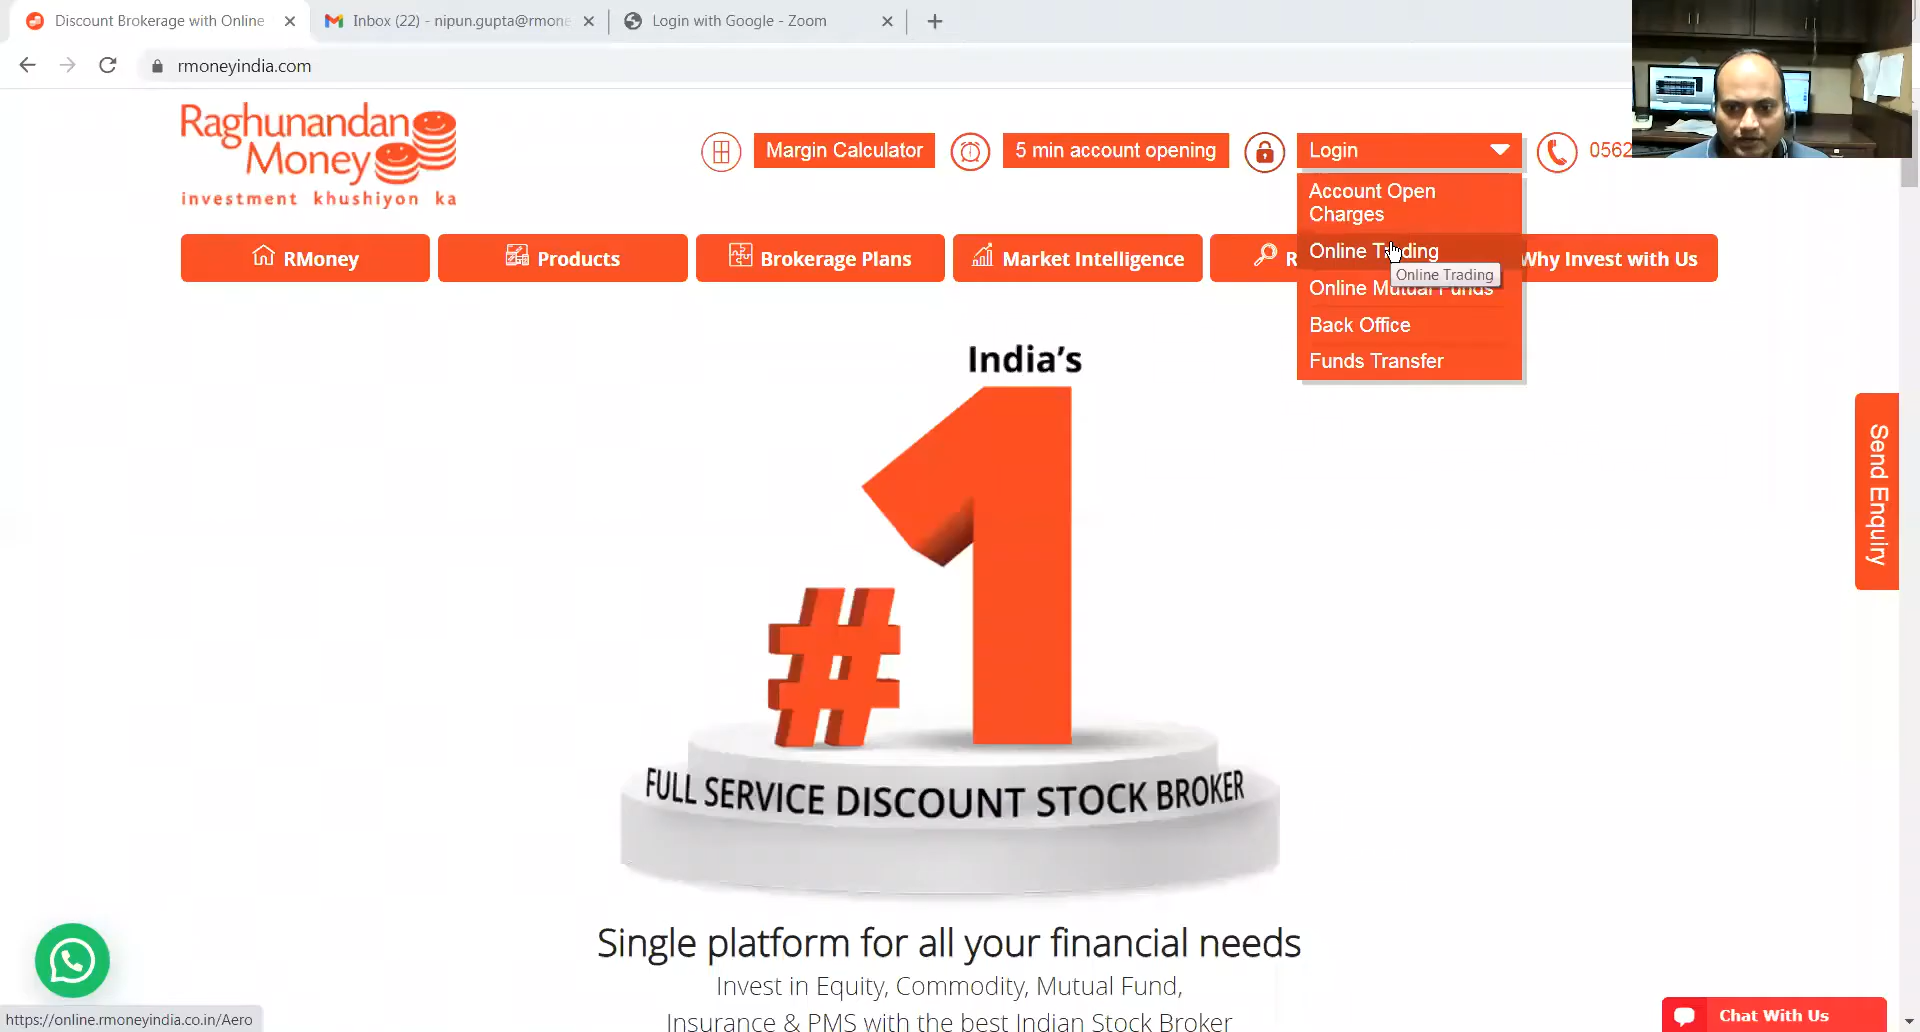 Discount Brokerage with Online
Inbox (22) - nipun.gupta@rmone
Login with Google - Zoom
rmoneyindia.com
Raghunandan
Money
investment khushiyon ka
Margin Calculator
5 min account opening
Login
0562
Account Open
Charges
Online Trading
Online Trading
Online Mutual Funds
Back Office
Funds Transfer
RMoney
Products
Brokerage Plans
Market Intelligence
R
Why Invest with Us
India's
#1
FULL SERVICE DISCOUNT STOCK BROKER
Single platform for all your financial needs
Invest in Equity, Commodity, Mutual Fund,
Insurance & PMS with the best Indian Stock Broker
Send Enquiry
Chat With Us
https://online.rmoneyindia.co.in/Aero